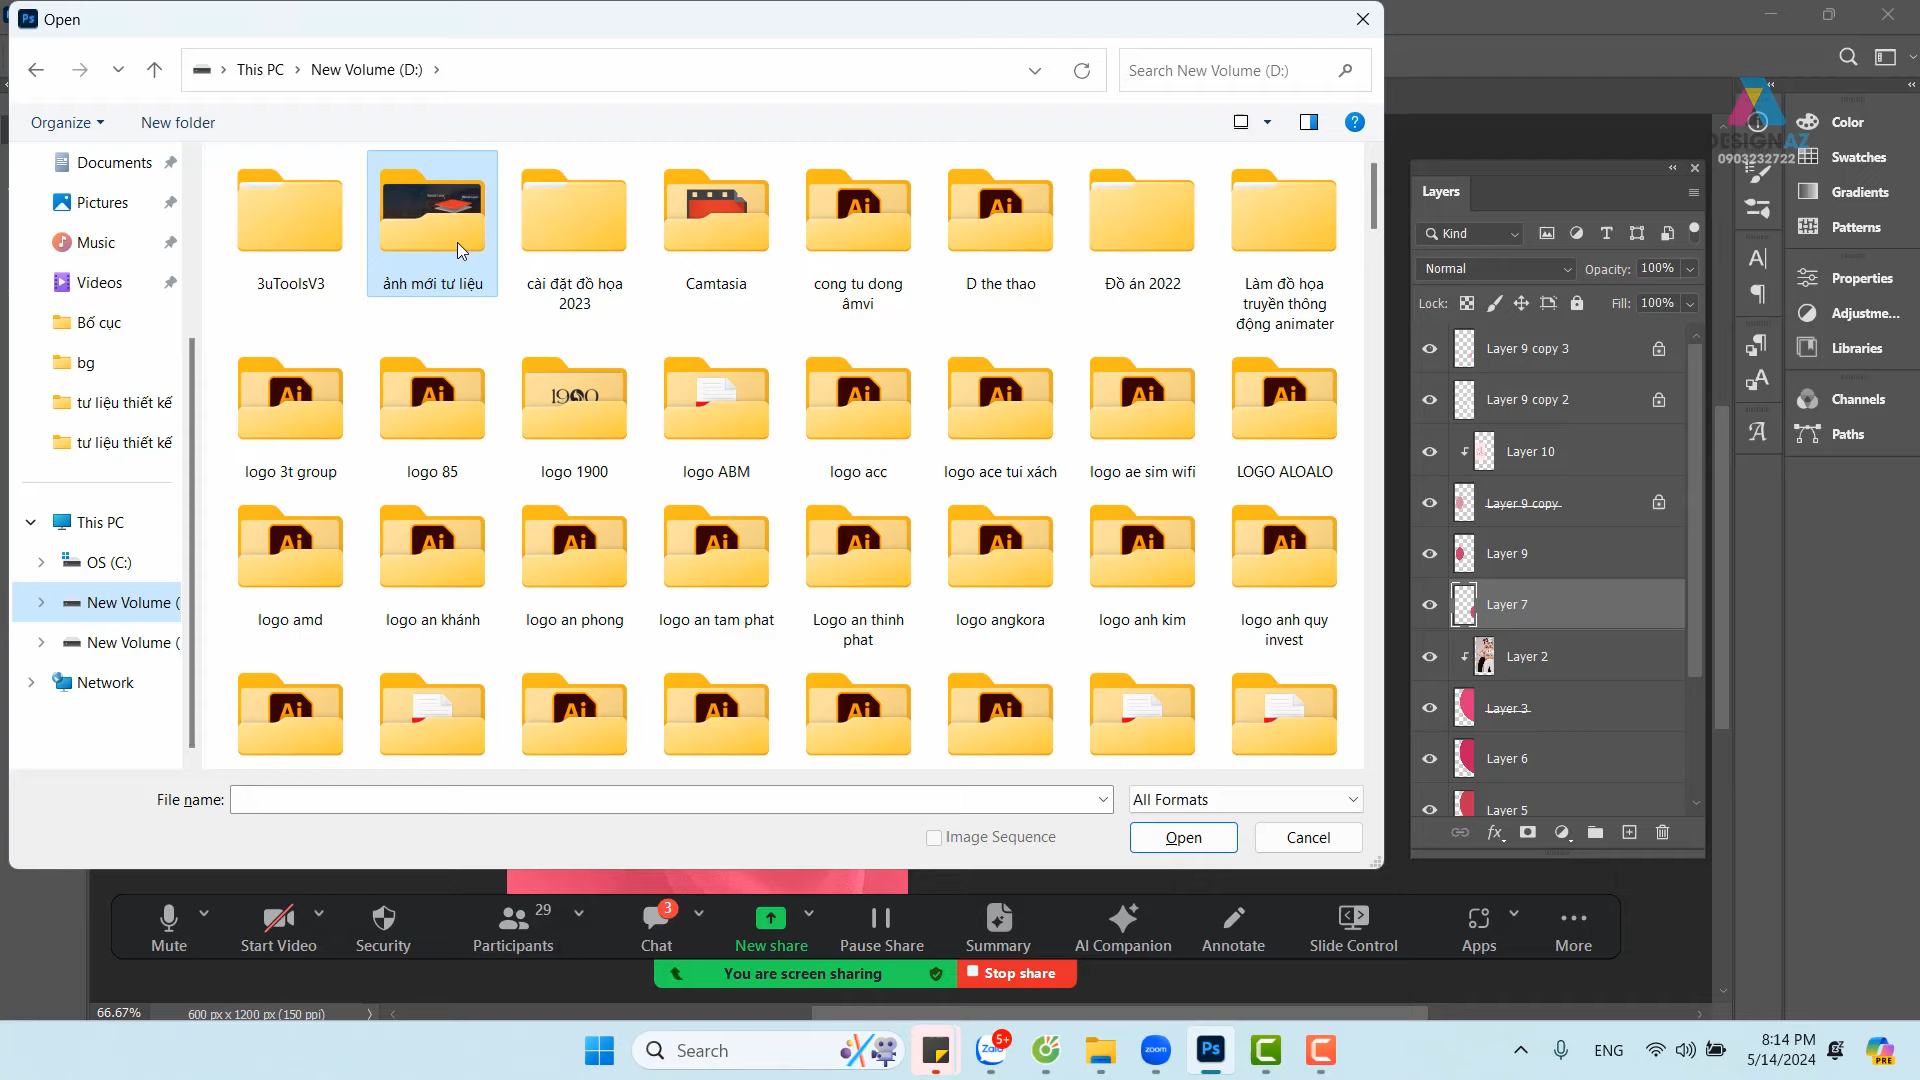 Open
This PC > New Volume (D:) >
Search New Volume (D:)
Organize
New folder
Documents
Pictures
Music
Videos
Bố cục
bg
tư liệu thiết kế
tư liệu thiết kế
This PC
OS (C:)
New Volume (
New Volume (
Network
3uToolsV3
ảnh mới tư liệu
cài đặt đồ họa
2023
Camtasia
cong tu dong
âmvi
D the thao
Đồ án 2022
Làm đồ họa
truyền thông
động animater
logo 3t group
logo 85
1900
logo 1900
logo ABM
logo acc
logo ace tui xách
logo ae sim wifi
LOGO ALOALO
logo amd
logo an khánh
logo an phong
logo an tam phat
Logo an thinh
phat
logo angkora
logo anh kim
logo anh quy
invest
File name:
All Formats
Image Sequence
Open
Cancel
DESIGN AZ
0903232722
Color
Swatches
Gradients
Patterns
Properties
Adjustme...
Libraries
Channels
Paths
Layers
Kind
Normal
Opacity: 100%
Lock:
Fill: 100%
Layer 9 copy 3
Layer 9 copy 2
Layer 10
Layer 9 copy
Layer 9
Layer 7
Layer 2
Layer 3
Layer 6
Layer 5
Mute
Start Video
Security
Participants
29
Chat
3
New share
Pause Share
Summary
AI Companion
Annotate
Slide Control
Apps
More
You are screen sharing
Stop share
66.67%
600 px x 1200 px (150 ppi)
Search
Zalo
5+
zoom
Ps
ENG
8:14 PM
5/14/2024
PRE